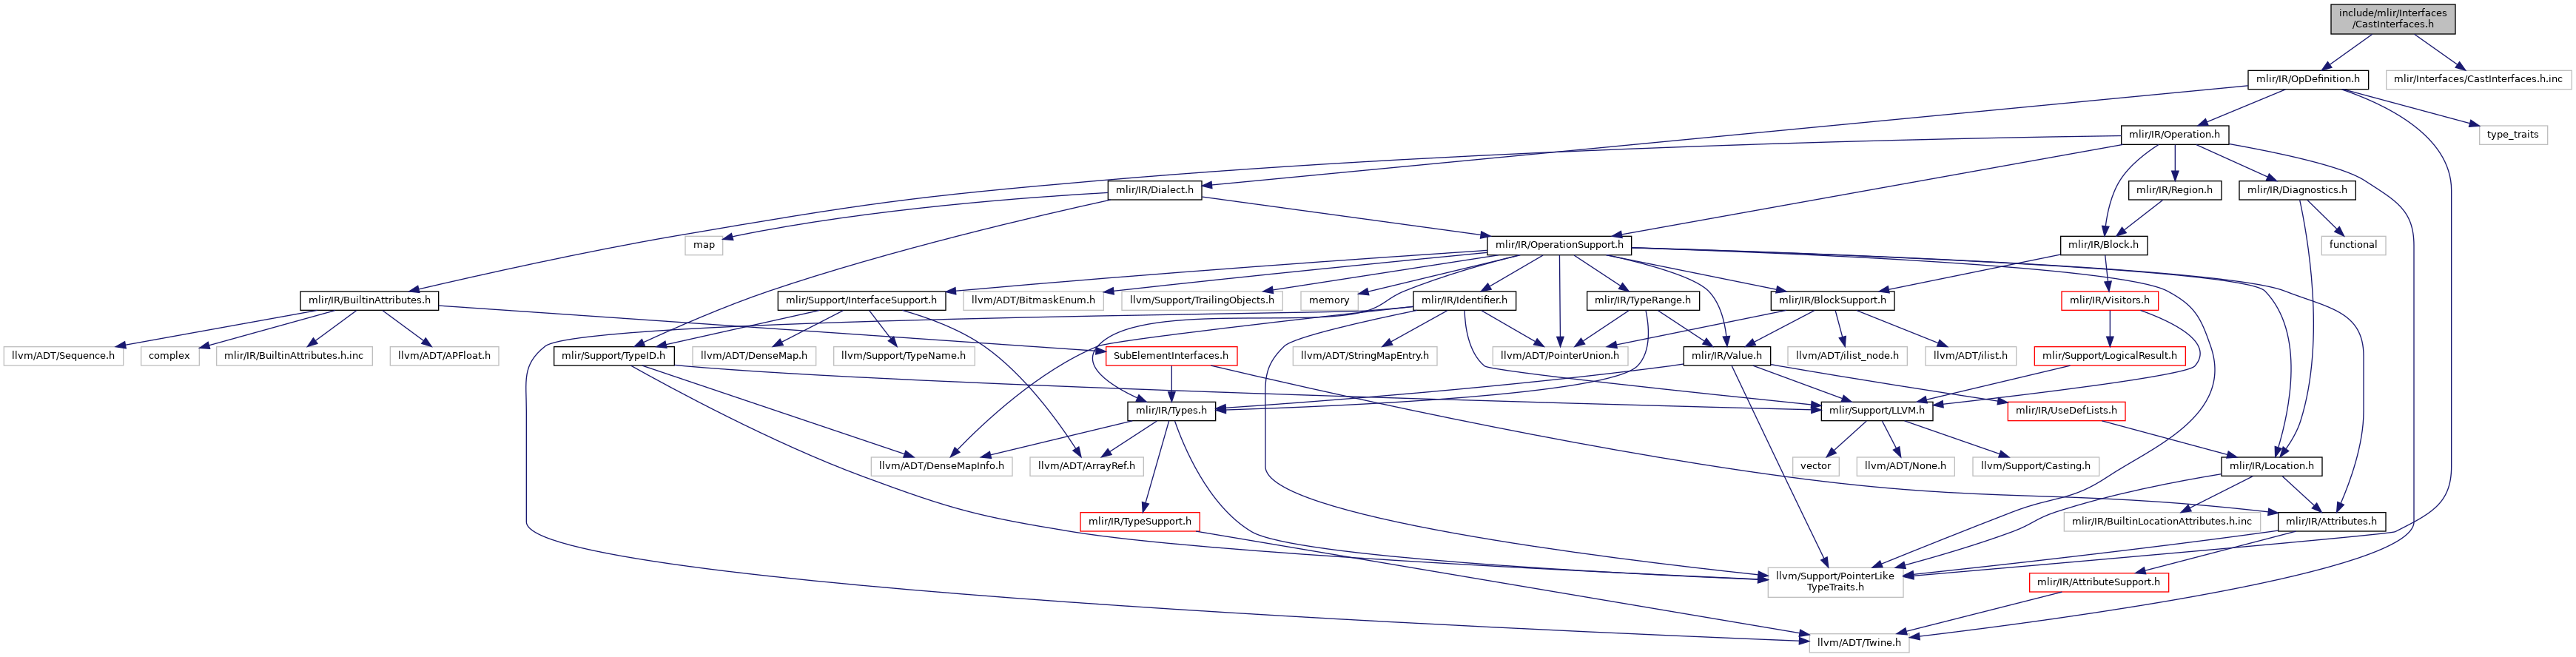 include/mlir/Interfaces
/CastInterfaces.h
mlir/IR/OpDefinition.h
mlir/Interfaces/CastInterfaces.h.inc
mlir/IR/Operation.h
type_traits
mlir/IR/Dialect.h
mlir/IR/Region.h
mlir/IR/Diagnostics.h
map
mlir/IR/OperationSupport.h
mlir/IR/Block.h
functional
mlir/IR/BuiltinAttributes.h
mlir/Support/InterfaceSupport.h
llvm/ADT/BitmaskEnum.h
llvm/Support/TrailingObjects.h
memory
mlir/IR/Identifier.h
mlir/IR/TypeRange.h
mlir/IR/BlockSupport.h
mlir/IR/Visitors.h
llvm/ADT/Sequence.h
complex
mlir/IR/BuiltinAttributes.h.inc
llvm/ADT/APFloat.h
mlir/Support/TypeID.h
llvm/ADT/DenseMap.h
llvm/Support/TypeName.h
SubElementInterfaces.h
llvm/ADT/StringMapEntry.h
llvm/ADT/PointerUnion.h
mlir/IR/Value.h
llvm/ADT/ilist_node.h
llvm/ADT/ilist.h
mlir/Support/LogicalResult.h
mlir/IR/Types.h
mlir/Support/LLVM.h
mlir/IR/UseDefLists.h
llvm/ADT/DenseMapInfo.h
llvm/ADT/ArrayRef.h
vector
llvm/ADT/None.h
llvm/Support/Casting.h
mlir/IR/Location.h
mlir/IR/TypeSupport.h
mlir/IR/BuiltinLocationAttributes.h.inc
mlir/IR/Attributes.h
llvm/Support/PointerLike
TypeTraits.h
mlir/IR/AttributeSupport.h
llvm/ADT/Twine.h